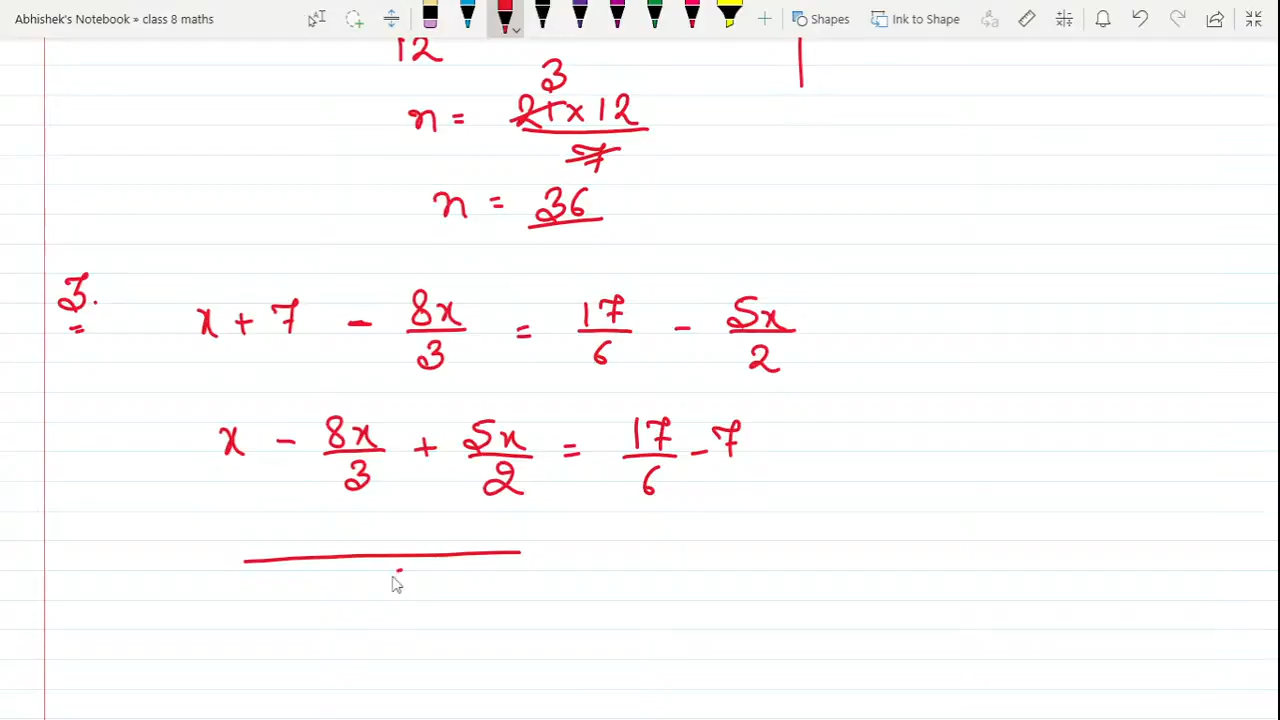 Abhishek's Notebook » class 8 maths
Shapes
Ink to Shape
12
3
n = 21 x 12
7
n = 36
3.
x + 7 - 8x/3 = 17/6 - 5x/2
x - 8x/3 + 5x/2 = 17/6 - 7